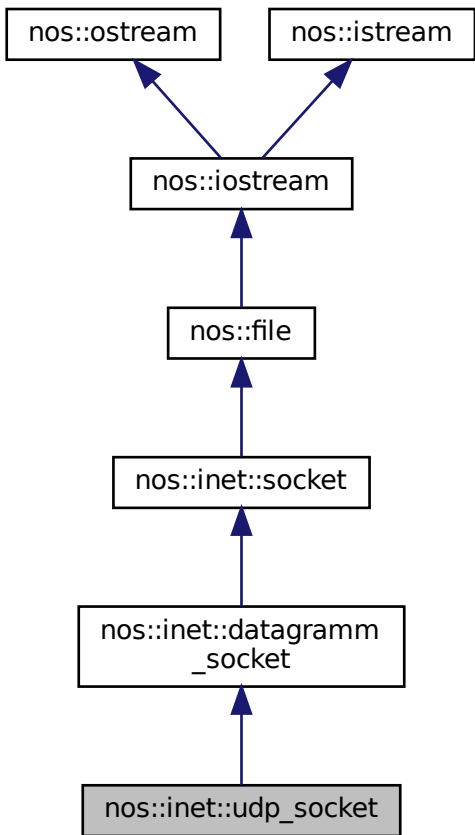 nos::ostream
nos::istream
nos::iostream
nos::file
nos::inet::socket
nos::inet::datagramm
_socket
nos::inet::udp_socket